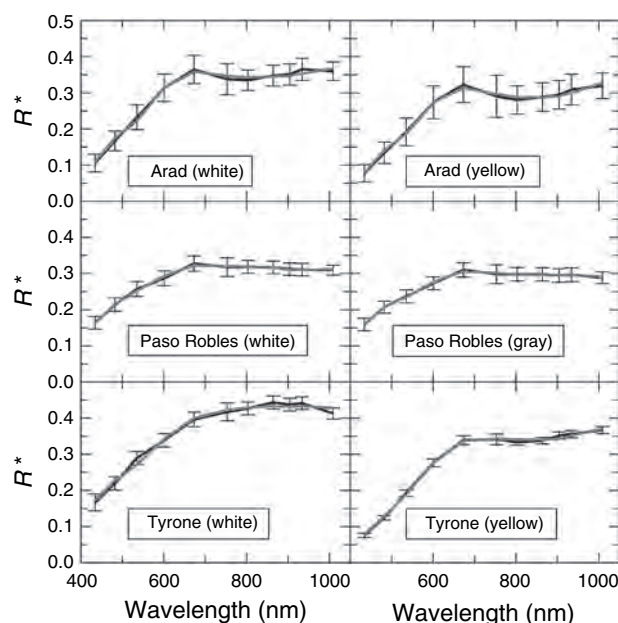 0.5
0.4
0.3
0.2
0.1
0.0
R*
Arad (white)
Arad (yellow)
0.4
0.3
0.2
0.1
0.0
R*
Paso Robles (white)
Paso Robles (gray)
0.4
0.3
0.2
0.1
0.0
R*
Tyrone (white)
Tyrone (yellow)
400 600 800 1000 600 800 1000
Wavelength (nm) Wavelength (nm)